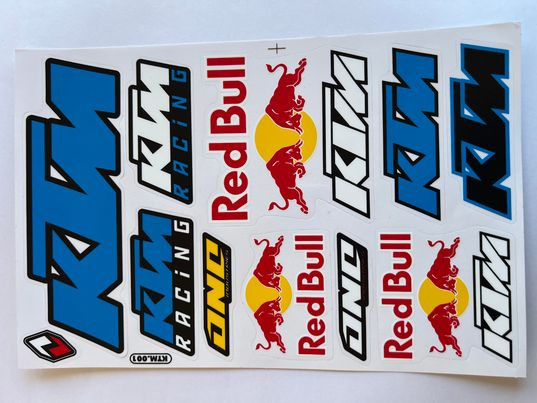 KTM
KTM
RACING
Red Bull
KTM
KTM
KTM
KTM
RACING
ONE
Red Bull
ONE
Red Bull
KTM
KTM.001